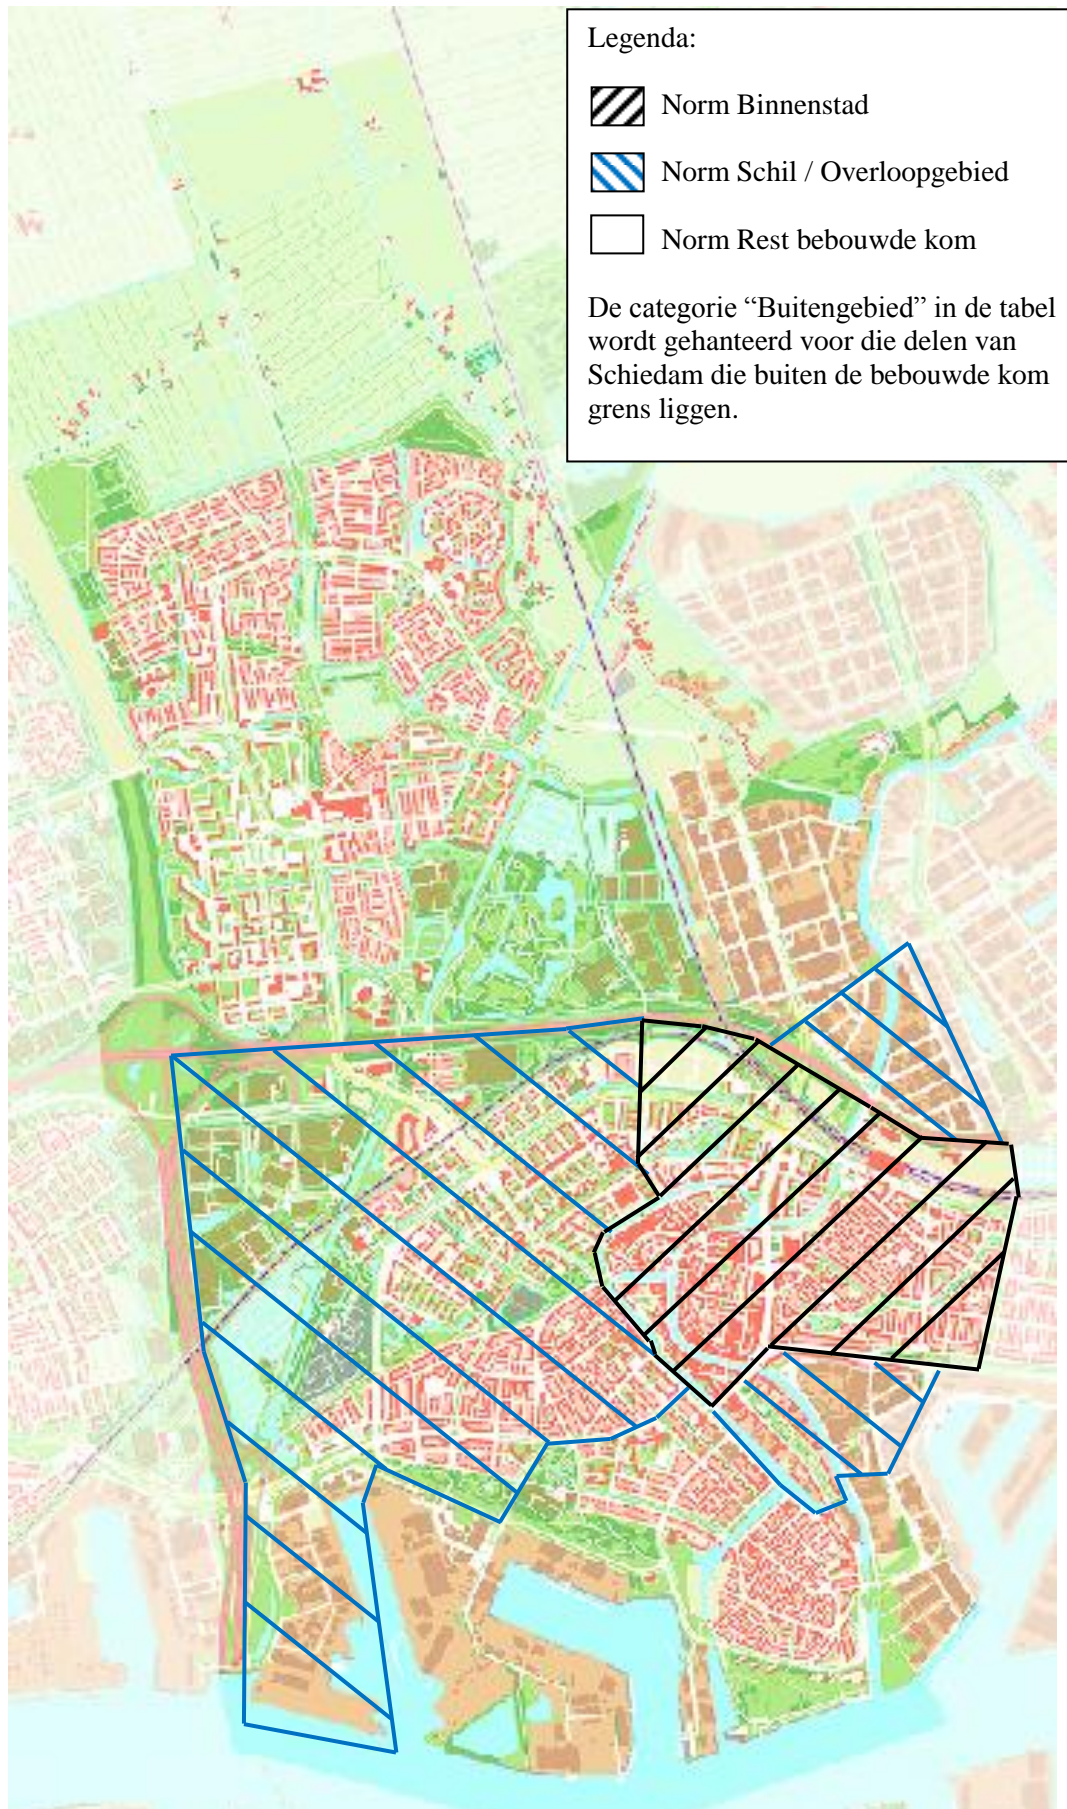 Legenda:
Norm Binnenstad
Norm Schil / Overloopgebied
Norm Rest bebouwde kom
De categorie “Buitengebied” in de tabel
wordt gehanteerd voor die delen van
Schiedam die buiten de bebouwde kom
grens liggen.